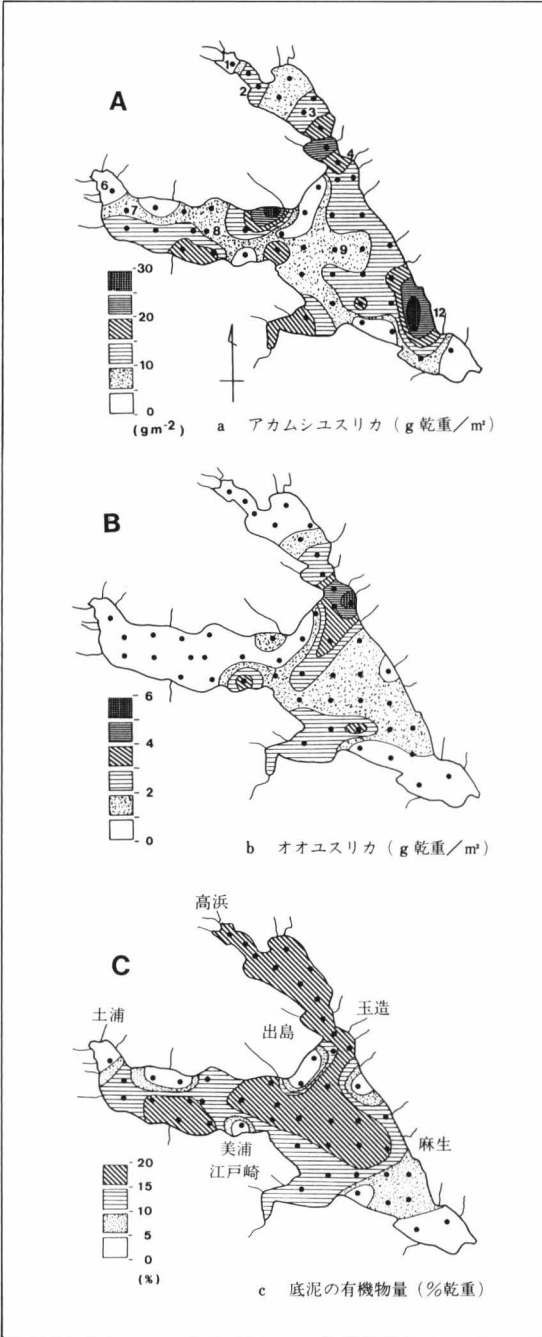 A
1
2
3
4
6
7
8
9
12
30
20
10
0
(gm-2)
a アカムシユスリカ (g 乾重/m²)
B
6
4
2
0
b オオユスリカ (g 乾重/m²)
C
高浜
土浦
出島
玉造
美浦
江戸崎
麻生
20
15
10
5
0
(%)
c 底泥の有機物量 (%乾重)